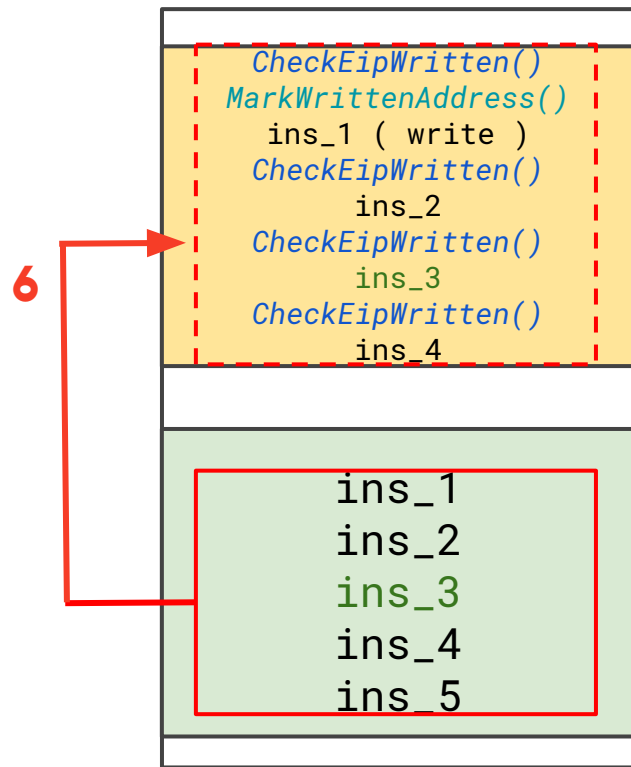 CheckEipWritten()
MarkWrittenAddress()
ins_1 ( write )
CheckEipWritten()
ins_2
CheckEipWritten()
ins_3
CheckEipWritten()
ins_4
6
ins_1
ins_2
ins_3
ins_4
ins_5